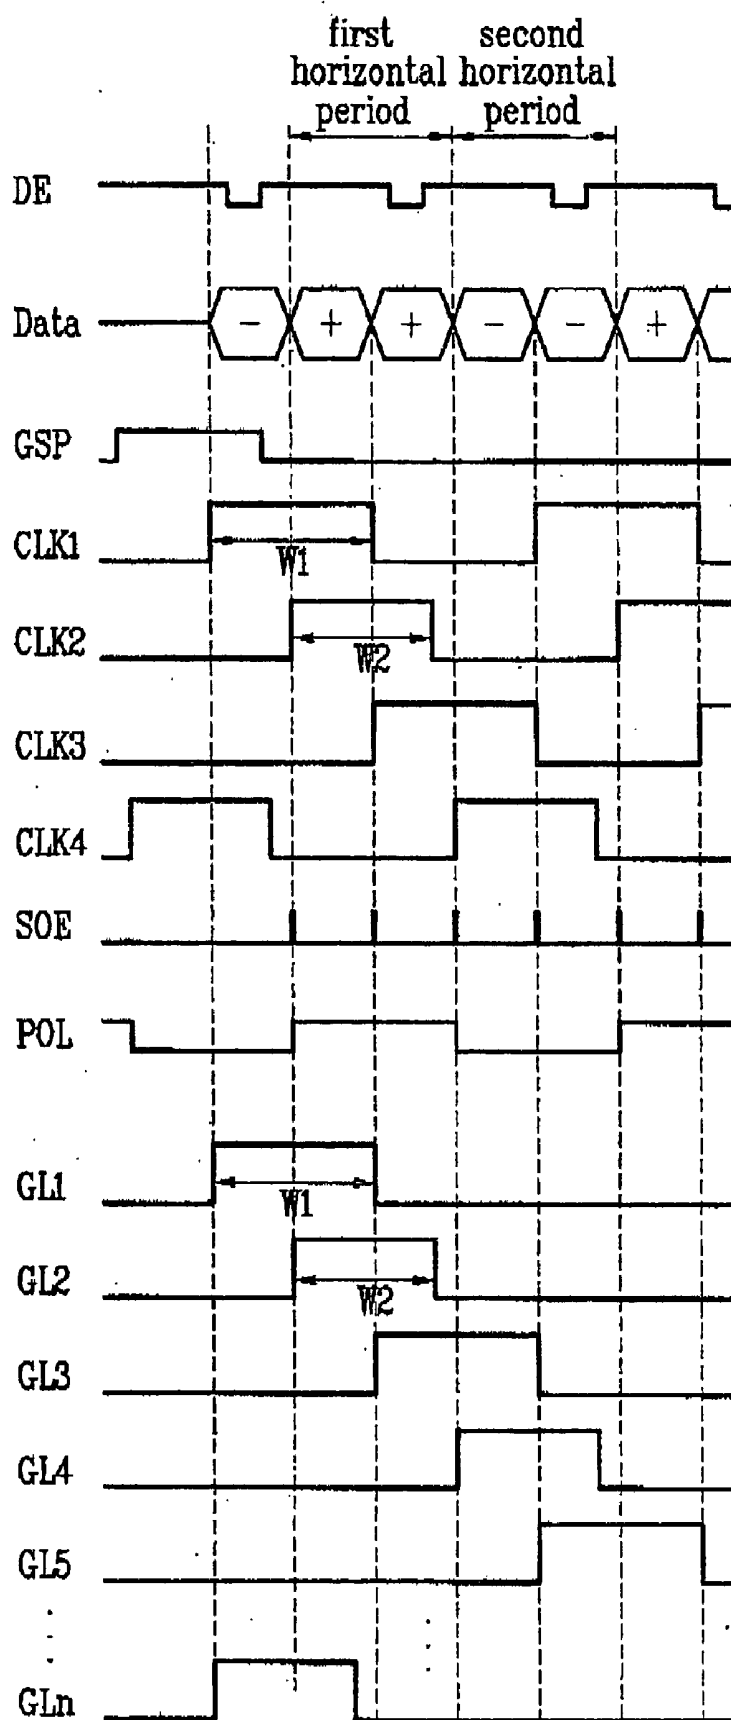 first second
horizontal horizontal
period period
DE
Data - + + - - +
GSP
CLK1
W1
CLK2
W2
CLK3
CLK4
SOE
POL
GL1
W1
GL2
W2
GL3
GL4
GL5
GLn